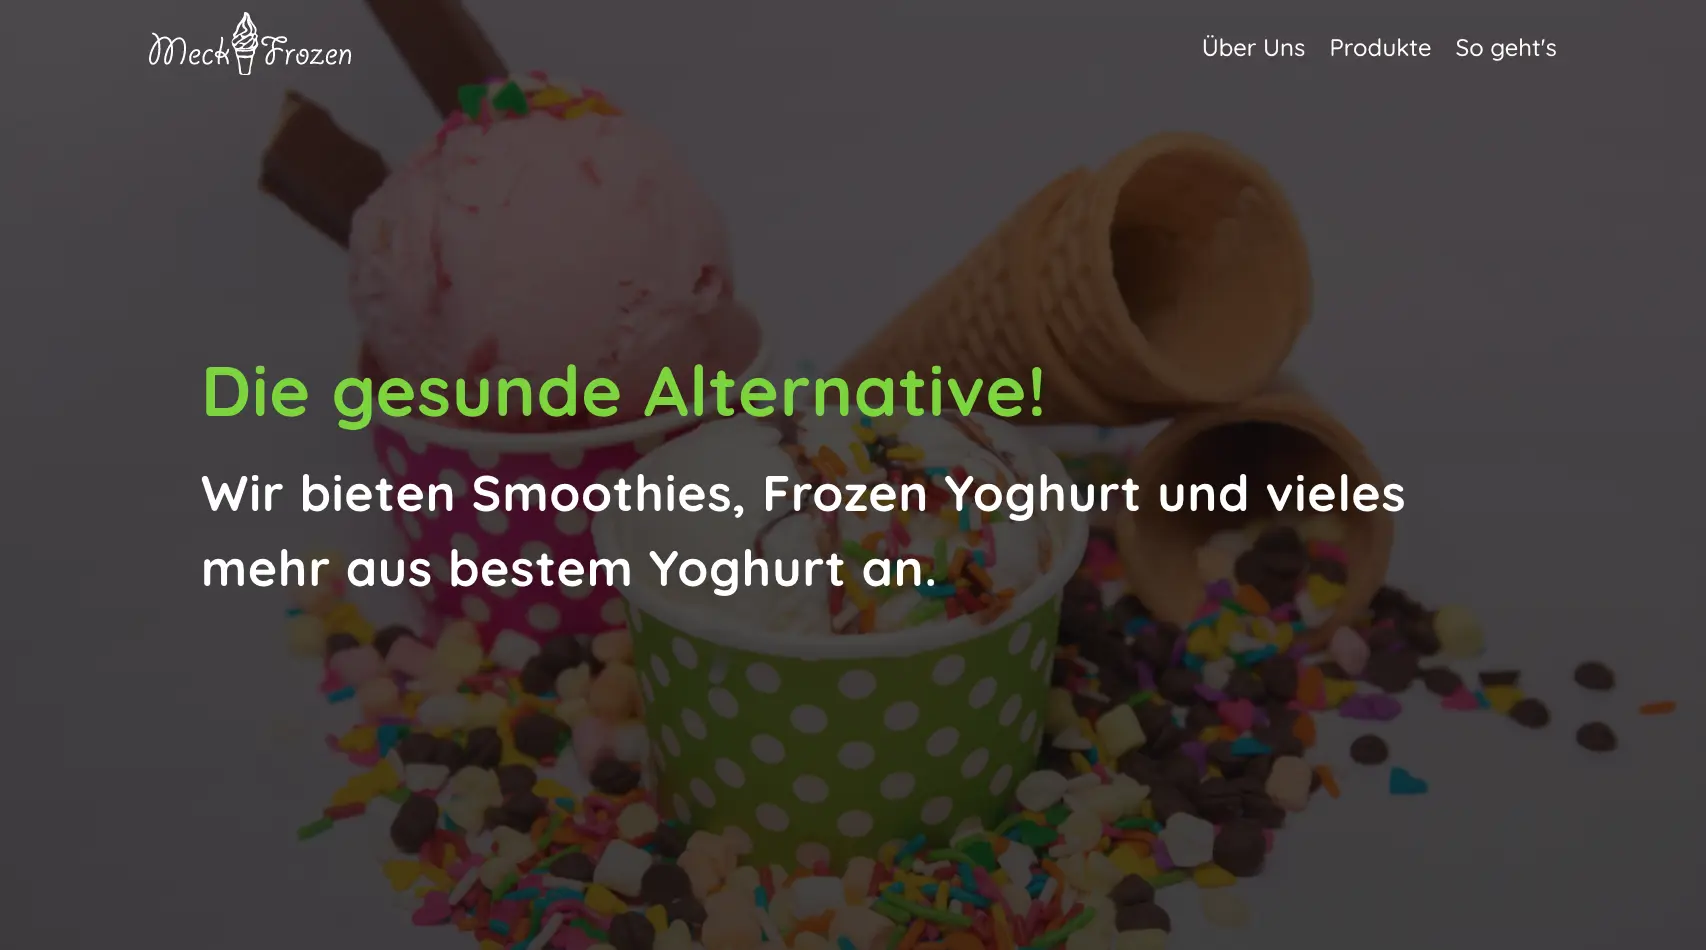 Meck Frozen
Über Uns Produkte So geht's
Die gesunde Alternative!
Wir bieten Smoothies, Frozen Yoghurt und vieles
mehr aus bestem Yoghurt an.